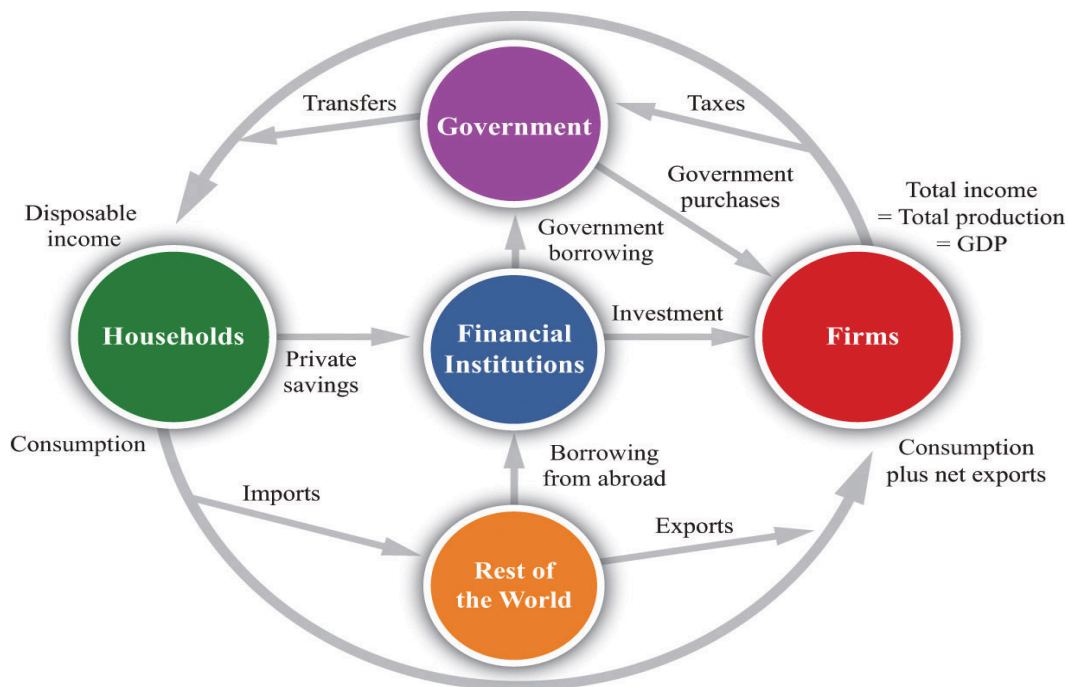 Transfers
Taxes
Government
Government
purchases
Total income
= Total production
= GDP
Disposable
income
Government
borrowing
Households
Private
savings
Financial
Institutions
Investment
Firms
Consumption
Borrowing
from abroad
Consumption
plus net exports
Imports
Exports
Rest of
the World